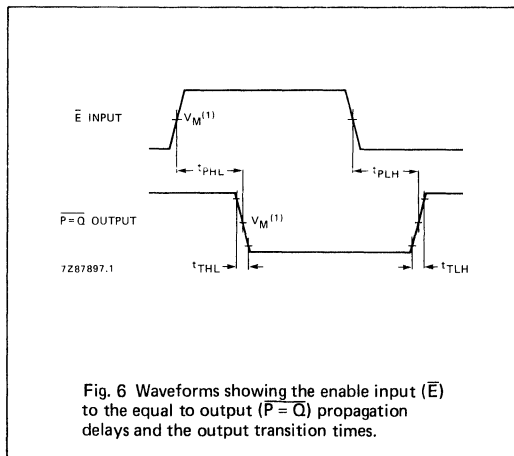 E̅ INPUT
V_M(1)
t_PHL
t_PLH
P=Q OUTPUT
V_M(1)
7Z87897.1
t_THL
t_TLH
Fig. 6 Waveforms showing the enable input (E̅)
to the equal to output (P̅ ̅=̅ ̅Q̅) propagation
delays and the output transition times.